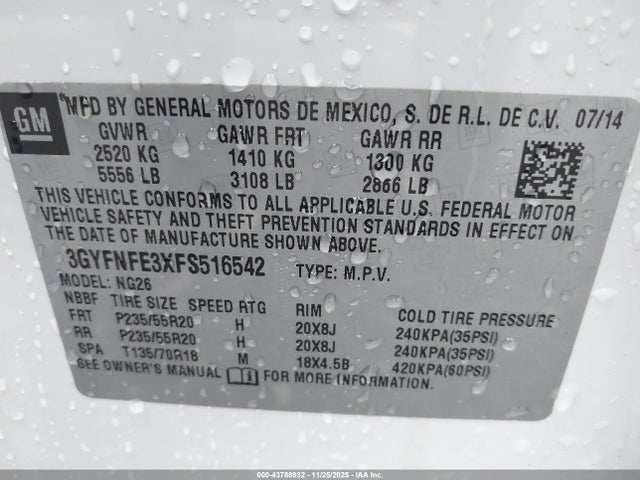 GM
MFD BY GENERAL MOTORS DE MEXICO, S. DE R.L. DE C.V. 07/14
GVWR GAWR FRT GAWR RR
2520 KG 1410 KG 1300 KG
5556 LB 3108 LB 2866 LB
THIS VEHICLE CONFORMS TO ALL APPLICABLE U.S. FEDERAL MOTOR
VEHICLE SAFETY AND THEFT PREVENTION STANDARDS IN EFFECT ON
THE DATE OF MANUFACTURE SHOWN ABOVE.
3GYFNFE3XFS516542 TYPE: M.P.V.
MODEL: NG26
NBBF TIRE SIZE SPEED RTG RIM COLD TIRE PRESSURE
FRT P235/55R20 H 20X8J 240KPA(35PSI)
RR P235/55R20 H 20X8J 240KPA(35PSI)
SPA T135/70R18 M 18X4.5B 420KPA(60PSI)
SEE OWNER'S MANUAL FOR MORE INFORMATION.
000-43788932 - 11/25/2025 - IAA Inc.